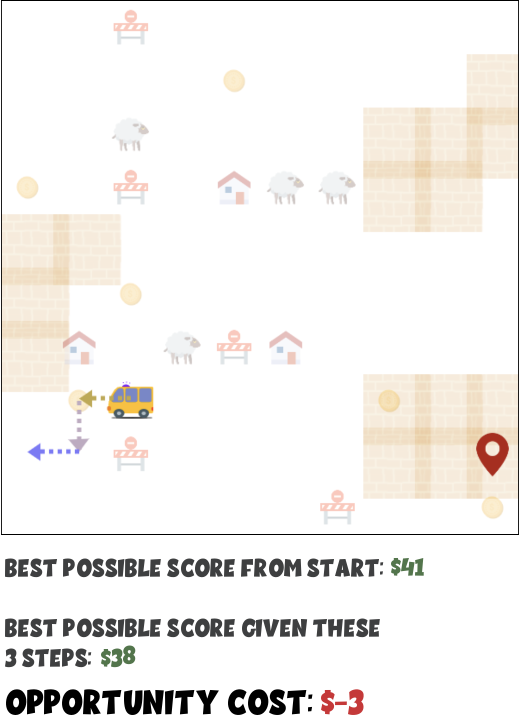 BEST POSSIBLE SCORE FROM START: $41
BEST POSSIBLE SCORE GIVEN THESE
3 STEPS: $38
OPPORTUNITY COST: $-3